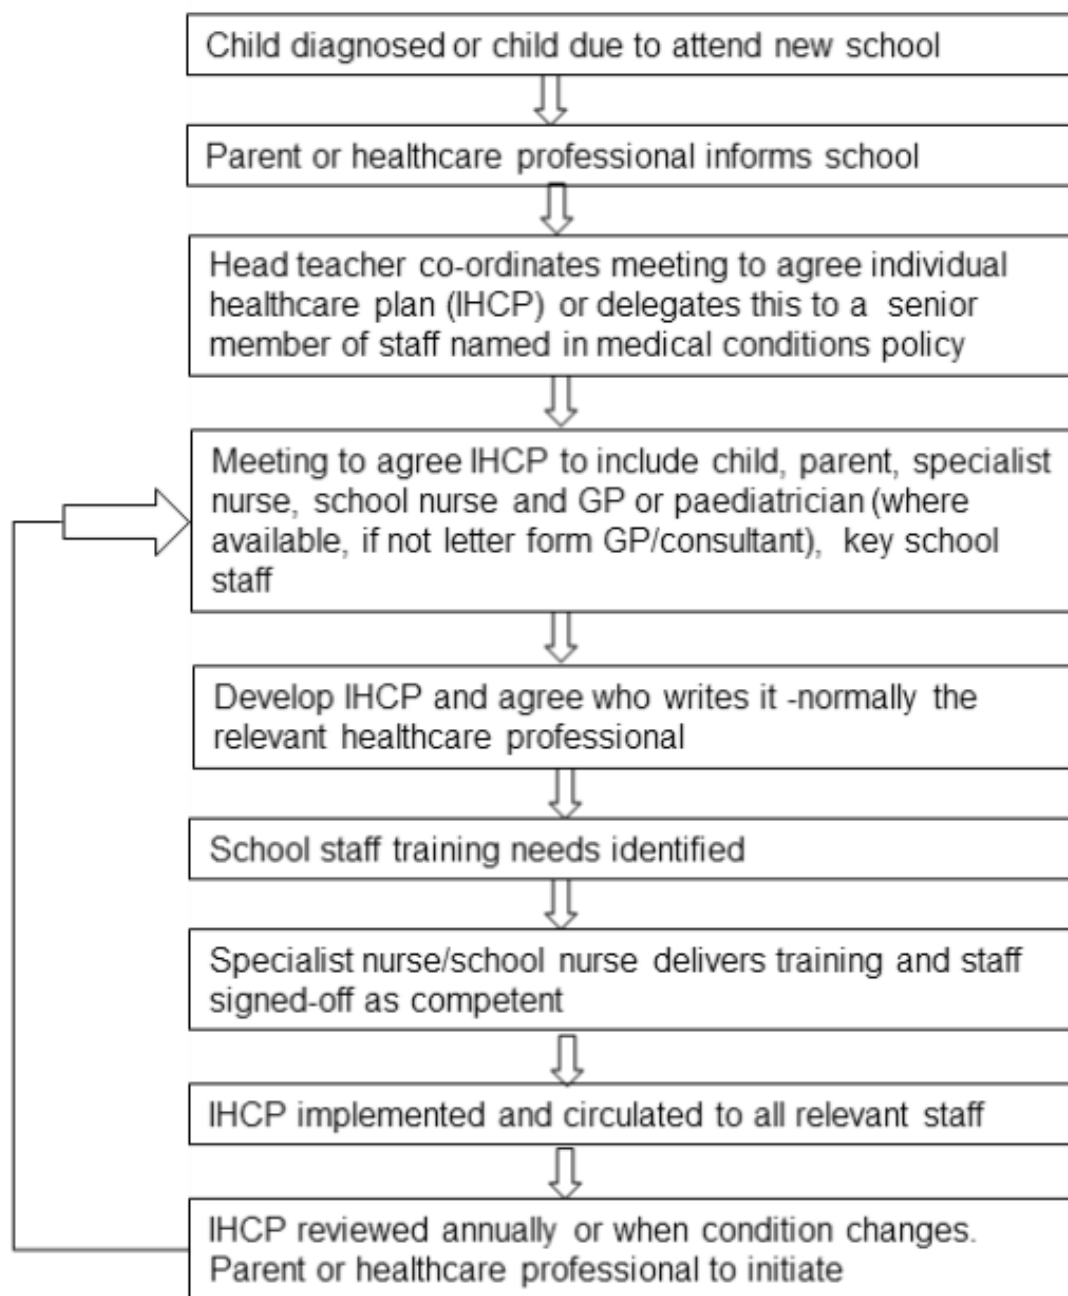 Child diagnosed or child due to attend new school
Parent or healthcare professional informs school
Head teacher co-ordinates meeting to agree individual
healthcare plan (IHCP) or delegates this to a senior
member of staff named in medical conditions policy
Meeting to agree IHCP to include child, parent, specialist
nurse, school nurse and GP or paediatrician (where
available, if not letter form GP/consultant), key school
staff
Develop IHCP and agree who writes it -normally the
relevant healthcare professional
School staff training needs identified
Specialist nurse/school nurse delivers training and staff
signed-off as competent
IHCP implemented and circulated to all relevant staff
IHCP reviewed annually or when condition changes.
Parent or healthcare professional to initiate